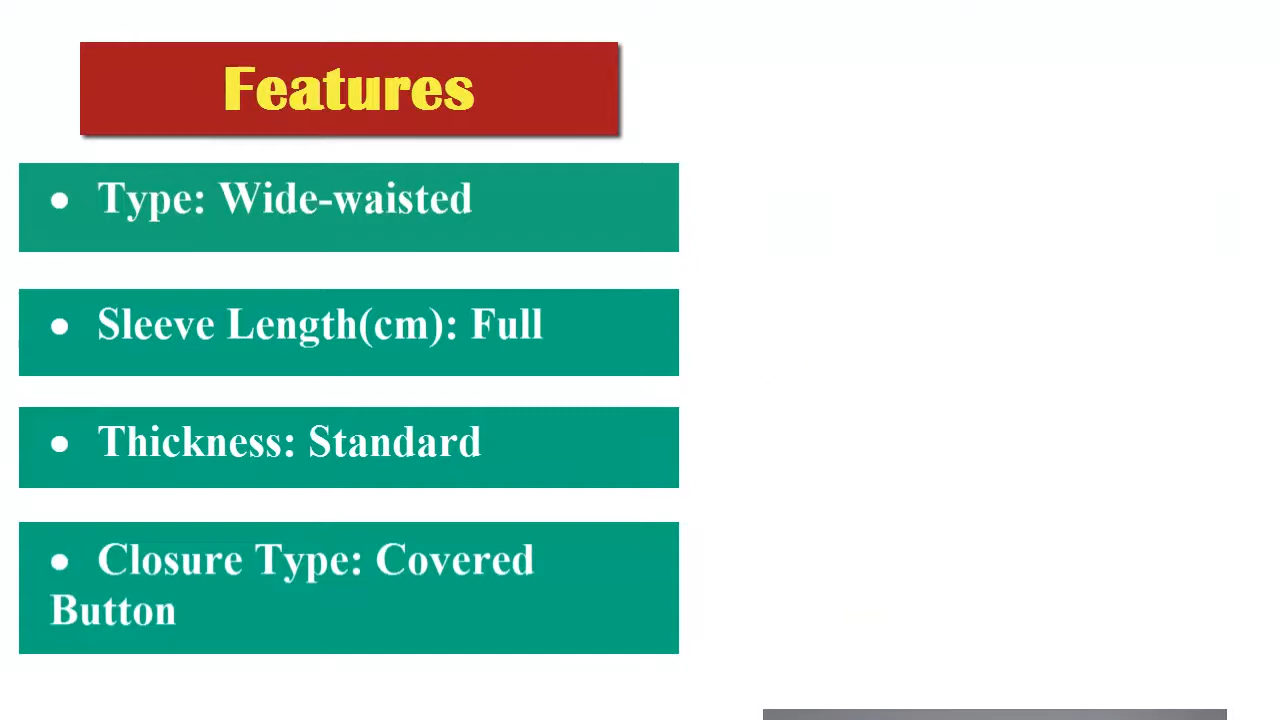 Features
● Type: Wide-waisted
● Sleeve Length(cm): Full
● Thickness: Standard
● Closure Type: Covered
Button